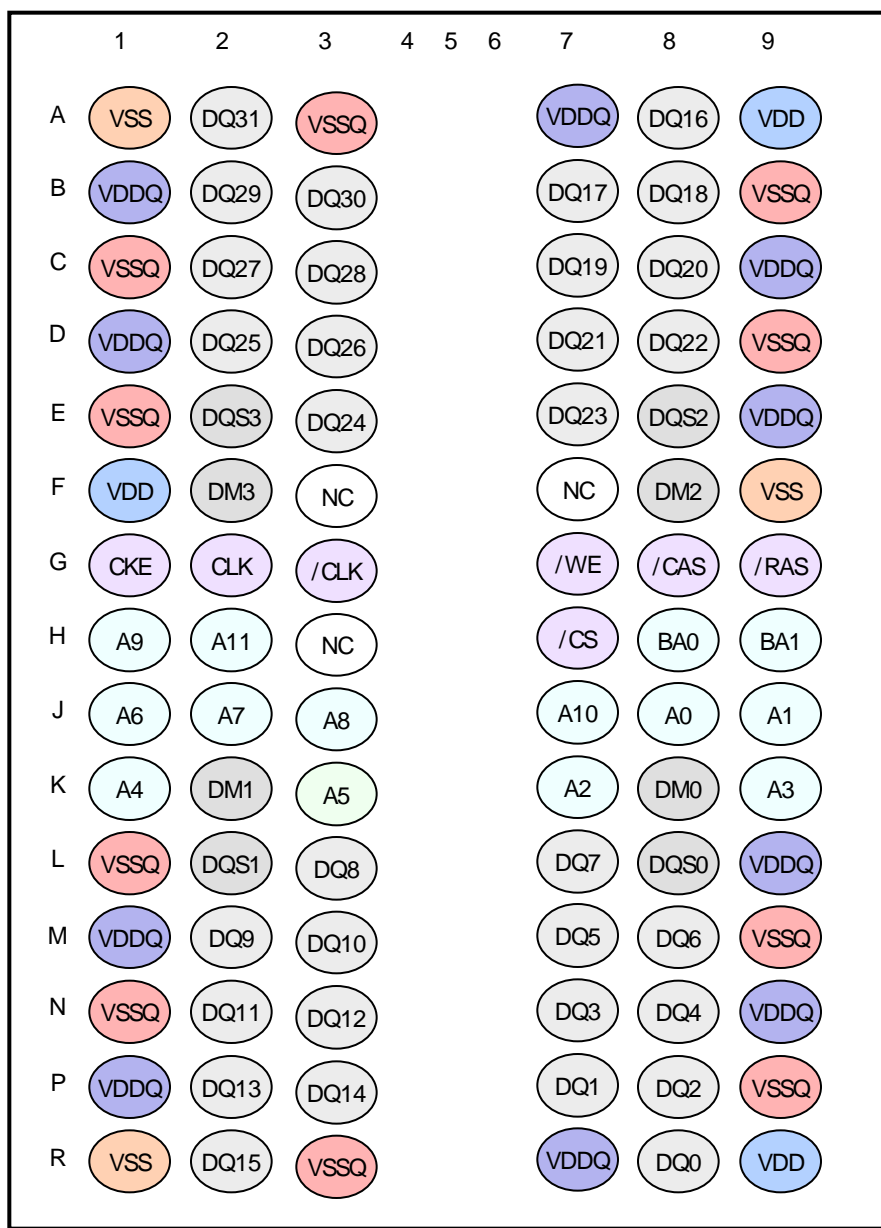 1 2 3 4 5 6 7 8 9
A VSS DQ31 VSSQ VDDQ DQ16 VDD
B VDDQ DQ29 DQ30 DQ17 DQ18 VSSQ
C VSSQ DQ27 DQ28 DQ19 DQ20 VDDQ
D VDDQ DQ25 DQ26 DQ21 DQ22 VSSQ
E VSSQ DQS3 DQ24 DQ23 DQS2 VDDQ
F VDD DM3 NC NC DM2 VSS
G CKE CLK /CLK /WE /CAS /RAS
H A9 A11 NC /CS BA0 BA1
J A6 A7 A8 A10 A0 A1
K A4 DM1 A5 A2 DM0 A3
L VSSQ DQS1 DQ8 DQ7 DQS0 VDDQ
M VDDQ DQ9 DQ10 DQ5 DQ6 VSSQ
N VSSQ DQ11 DQ12 DQ3 DQ4 VDDQ
P VDDQ DQ13 DQ14 DQ1 DQ2 VSSQ
R VSS DQ15 VSSQ VDDQ DQ0 VDD